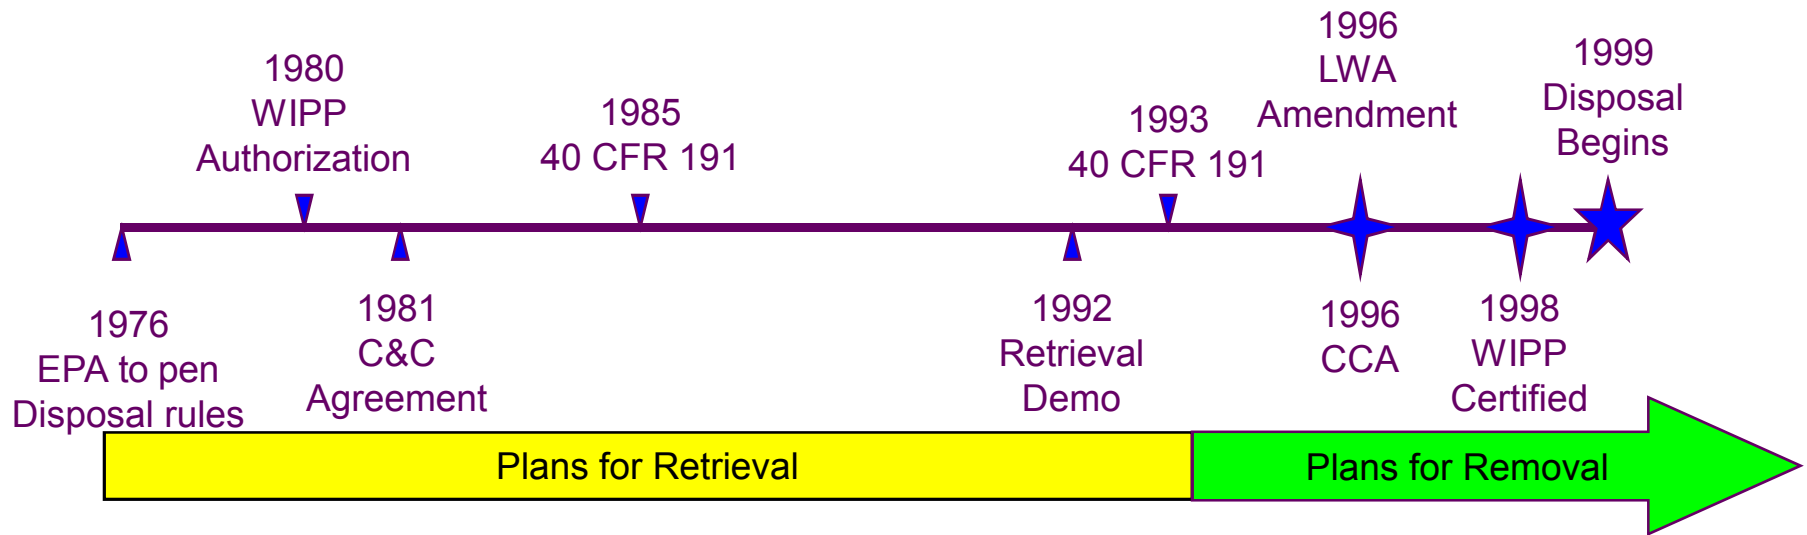 1976
EPA to pen
Disposal rules
1980
WIPP
Authorization
1981
C&C
Agreement
1985
40 CFR 191
1992
Retrieval
Demo
1993
40 CFR 191
1996
LWA
Amendment
1996
CCA
1998
WIPP
Certified
1999
Disposal
Begins
Plans for Retrieval
Plans for Removal